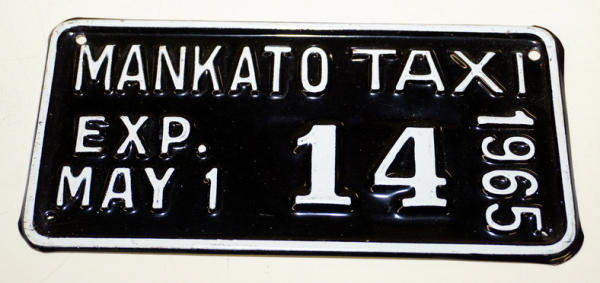 MANKATO TAXI
EXP.
MAY 1
14
1965